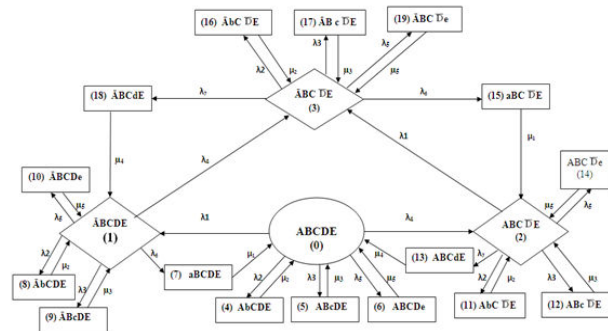 (16) ĀbC D̄E
(17) ĀB c D̄E
(19) ĀBC D̄e
λ2
μ₂
λ3
μ₃
λ₅
μ₅
(18) ĀBCdE
λ₇
ĀBC D̄E
(3)
λ₆
(15) aBC D̄E
μ₄
λ₄
λ1
μ₁
(10) ĀBCDe
ABC D̄e
(14)
λ₅
μ₅
μ₅
λ₅
ĀBCDE
(1)
λ1
ABCDE
(0)
λ₄
ABC D̄E
(2)
λ2
μ₂
λ₆
(7) aBCDE
μ₁
μ₄
(13) ABCdE
λ₇
(8) ĀbCDE
λ3
μ₃
λ2
μ₂
λ3
μ₃
λ₅
μ₅
λ2
μ₂
λ3
μ₃
(9) ĀBcDE
(4) AbCDE
(5) ABcDE
(6) ABCDe
(11) AbC D̄E
(12) ABc D̄E